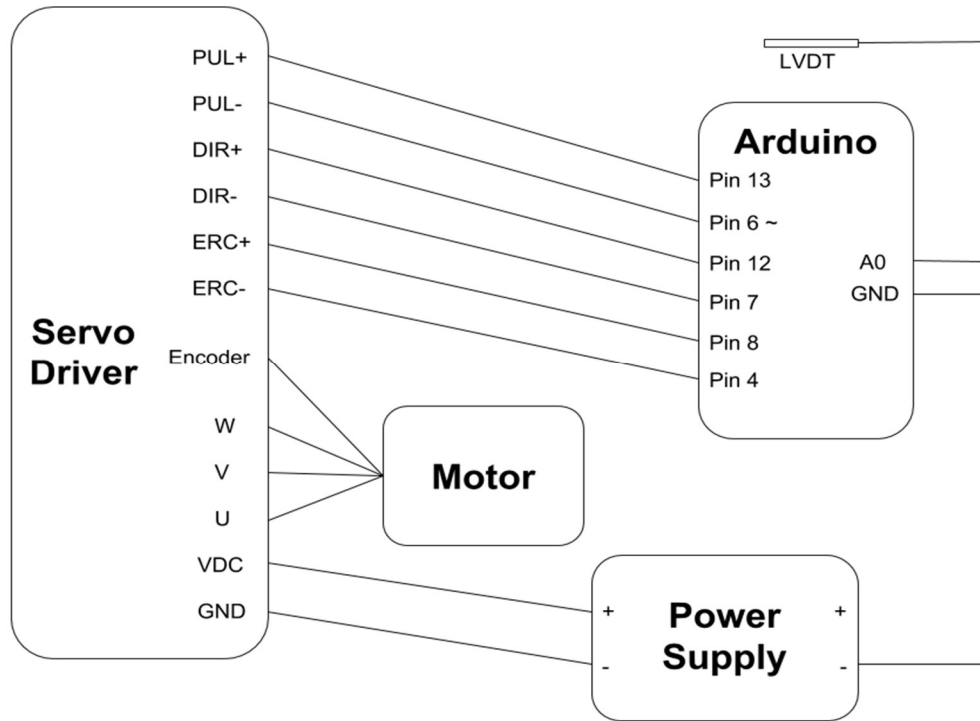 PUL+
PUL-
DIR+
DIR-
ERC+
ERC-
Servo
Driver
Encoder
W
V
U
VDC
GND
LVDT
Arduino
Pin 13
Pin 6 ~
Pin 12
Pin 7
Pin 8
Pin 4
A0
GND
Motor
Power
Supply
+
-
+
-